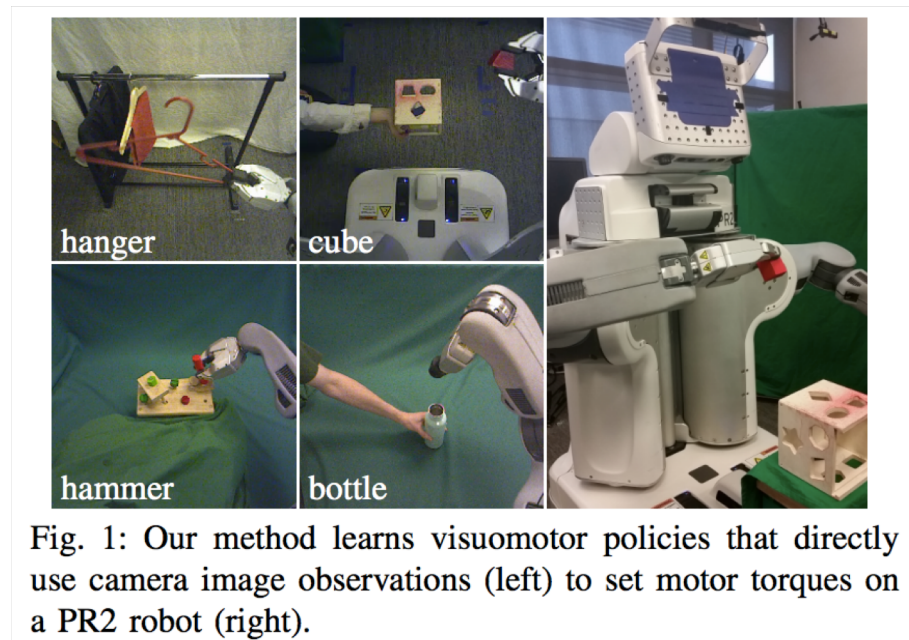 hanger
cube
PR2
hammer
bottle
Fig. 1: Our method learns visuomotor policies that directly
use camera image observations (left) to set motor torques on
a PR2 robot (right).